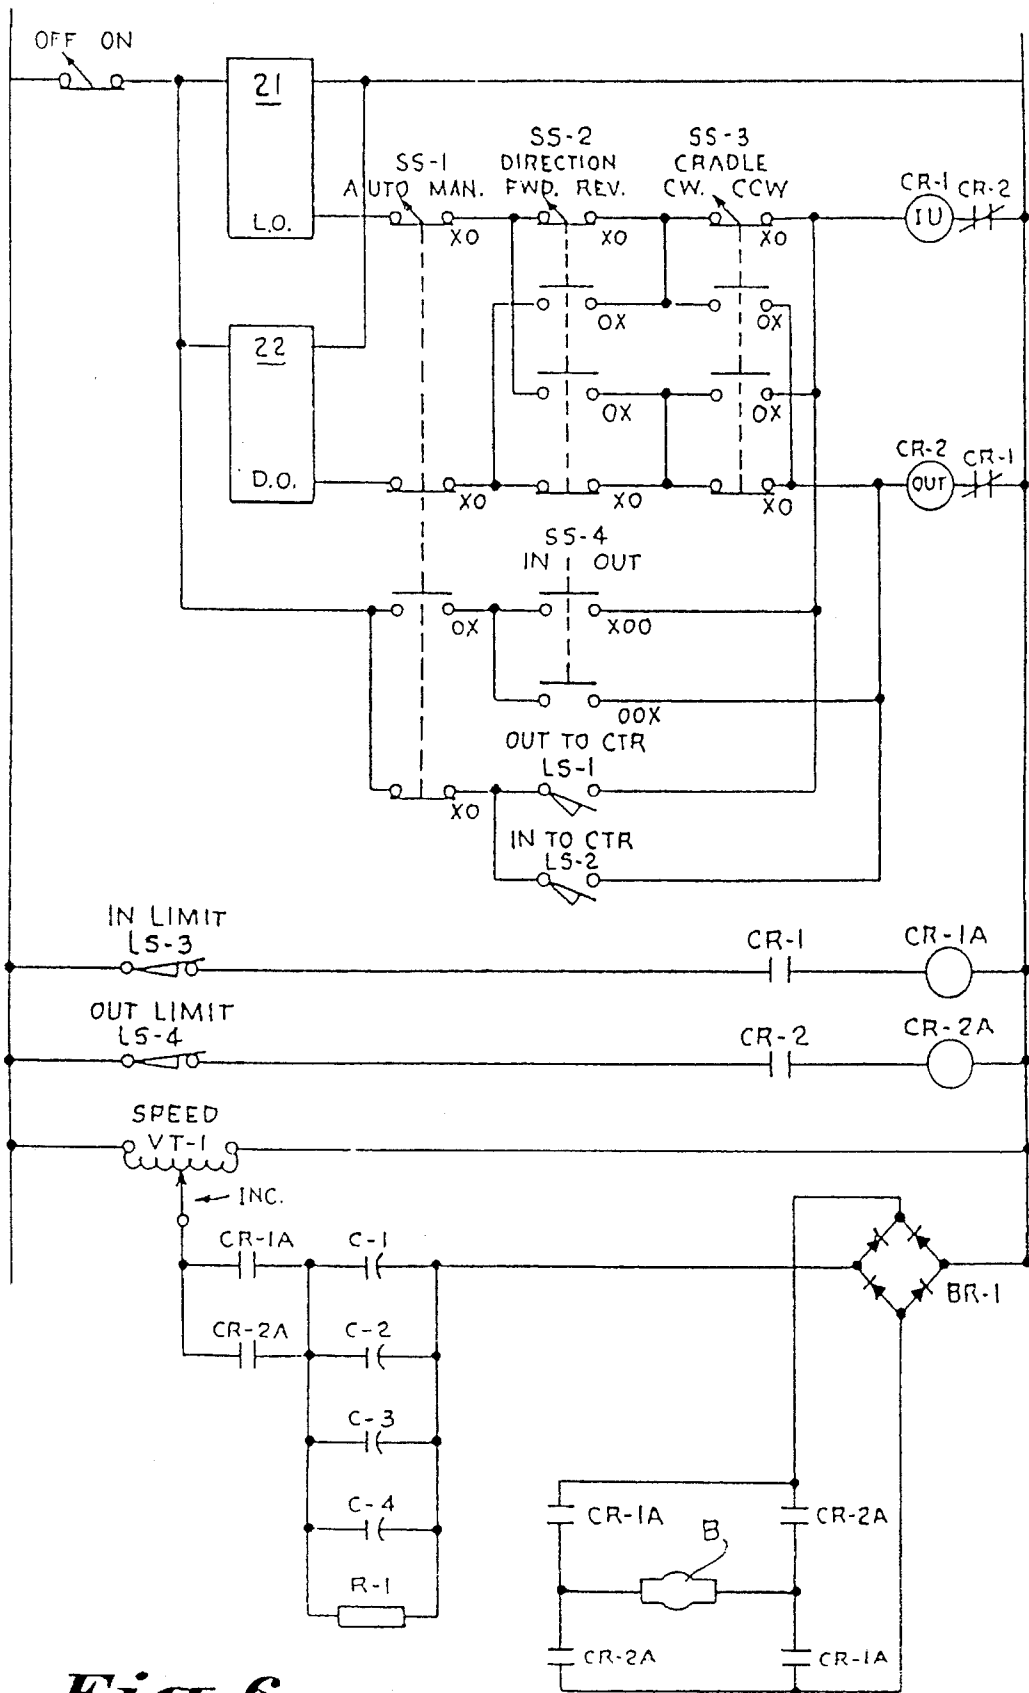 OFF ON
21
L.O.
SS-1
AUTO MAN.
SS-2
DIRECTION
FWD. REV.
SS-3
CRADLE
CW. CCW
CR-1 CR-2
IU
XO
XO
XO
OX
OX
22
D.O.
OX
OX
CR-2 CR-1
OUT
XO
XO
XO
SS-4
IN OUT
OX
XOO
OOX
OUT TO CTR
LS-1
XO
IN TO CTR
LS-2
IN LIMIT
LS-3
CR-1
CR-1A
OUT LIMIT
LS-4
CR-2
CR-2A
SPEED
VT-1
INC.
CR-1A
C-1
BR-1
CR-2A
C-2
C-3
C-4
R-1
CR-1A
B
CR-2A
CR-2A
CR-1A
Fig. 6